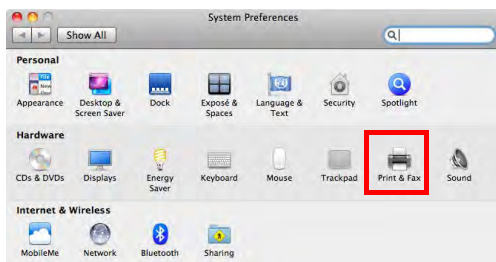 System Preferences
Show All
Personal
Appearance
Desktop &
Screen Saver
Dock
Exposé &
Spaces
Language &
Text
Security
Spotlight
Hardware
CDs & DVDs
Displays
Energy
Saver
Keyboard
Mouse
Trackpad
Print & Fax
Sound
Internet & Wireless
MobileMe
Network
Bluetooth
Sharing